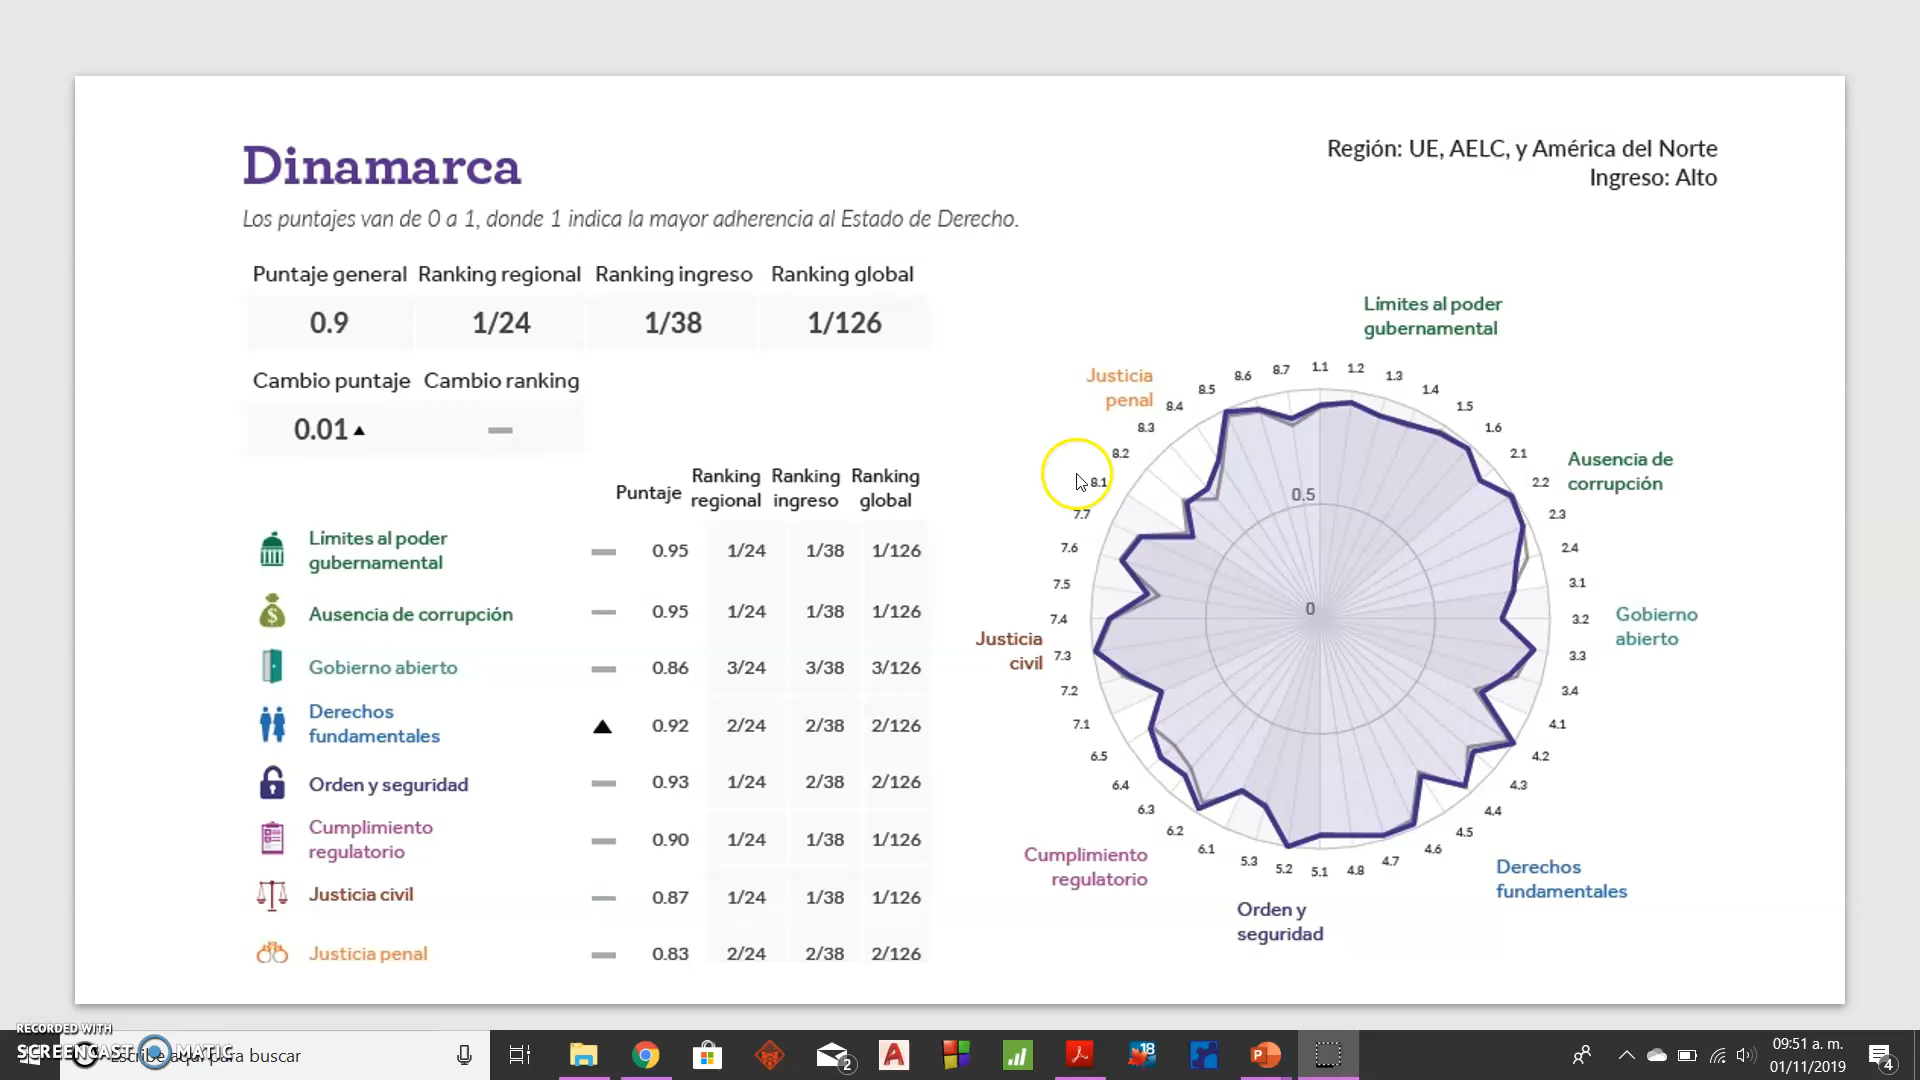 Dinamarca
Región: UE, AELC, y América del Norte
Ingreso: Alto
Los puntajes van de 0 a 1, donde 1 indica la mayor adherencia al Estado de Derecho.
Puntaje general Ranking regional Ranking ingreso Ranking global
0.9 1/24 1/38 1/126
Cambio puntaje Cambio ranking
0.01▲ —
Puntaje Ranking regional Ranking ingreso Ranking global
Límites al poder
gubernamental — 0.95 1/24 1/38 1/126
Ausencia de corrupción — 0.95 1/24 1/38 1/126
Gobierno abierto — 0.86 3/24 3/38 3/126
Derechos
fundamentales ▲ 0.92 2/24 2/38 2/126
Orden y seguridad — 0.93 1/24 2/38 2/126
Cumplimiento
regulatorio — 0.90 1/24 1/38 1/126
Justicia civil — 0.87 1/24 1/38 1/126
Justicia penal — 0.83 2/24 2/38 2/126
Límites al poder
gubernamental
1.1
1.2
1.3
1.4
1.5
1.6
Ausencia de
corrupción
2.1
2.2
2.3
2.4
Gobierno
abierto
3.1
3.2
3.3
3.4
Derechos
fundamentales
4.1
4.2
4.3
4.4
4.5
4.6
4.7
4.8
Orden y
seguridad
5.1
5.2
5.3
Cumplimiento
regulatorio
6.1
6.2
6.3
6.4
6.5
Justicia
civil
7.1
7.2
7.3
7.4
7.5
7.6
7.7
Justicia
penal
8.1
8.2
8.3
8.4
8.5
8.6
8.7
0.5
0
RECORDED WITH
SCREENCAST MATIC
Escribe aquí para buscar
2
18
09:51 a. m.
01/11/2019
4